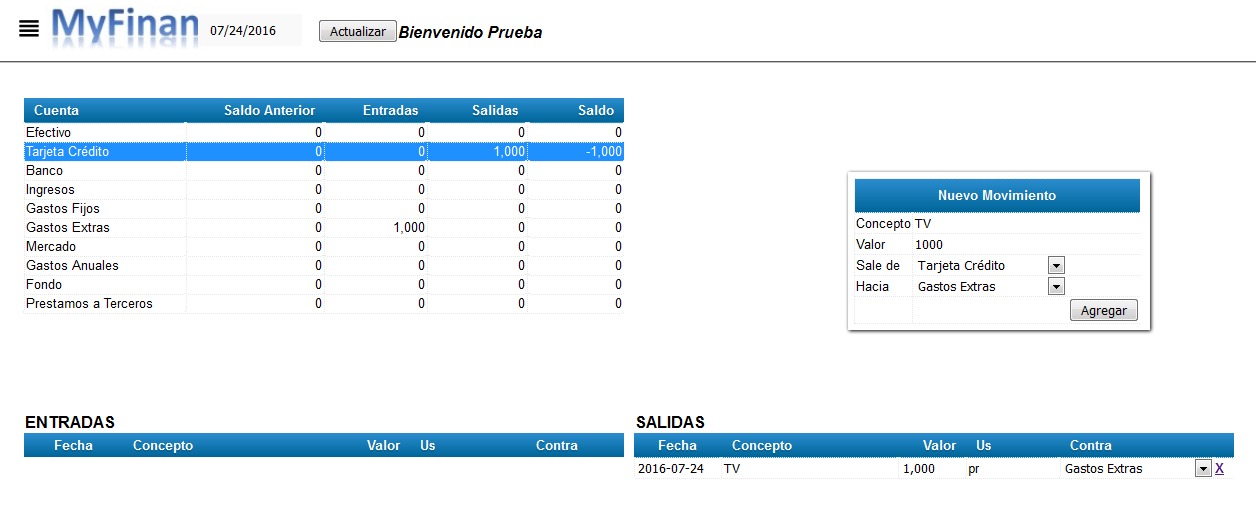 MyFinan 07/24/2016 Actualizar Bienvenido Prueba
Cuenta Saldo Anterior Entradas Salidas Saldo
Efectivo 0 0 0 0
Tarjeta Crédito 0 0 1,000 -1,000
Banco 0 0 0 0
Ingresos 0 0 0 0
Gastos Fijos 0 0 0 0
Gastos Extras 0 1,000 0 0
Mercado 0 0 0 0
Gastos Anuales 0 0 0 0
Fondo 0 0 0 0
Prestamos a Terceros 0 0 0 0
Nuevo Movimiento
Concepto TV
Valor 1000
Sale de Tarjeta Crédito
Hacia Gastos Extras
Agregar
ENTRADAS
Fecha Concepto Valor Us Contra
SALIDAS
Fecha Concepto Valor Us Contra
2016-07-24 TV 1,000 pr Gastos Extras X